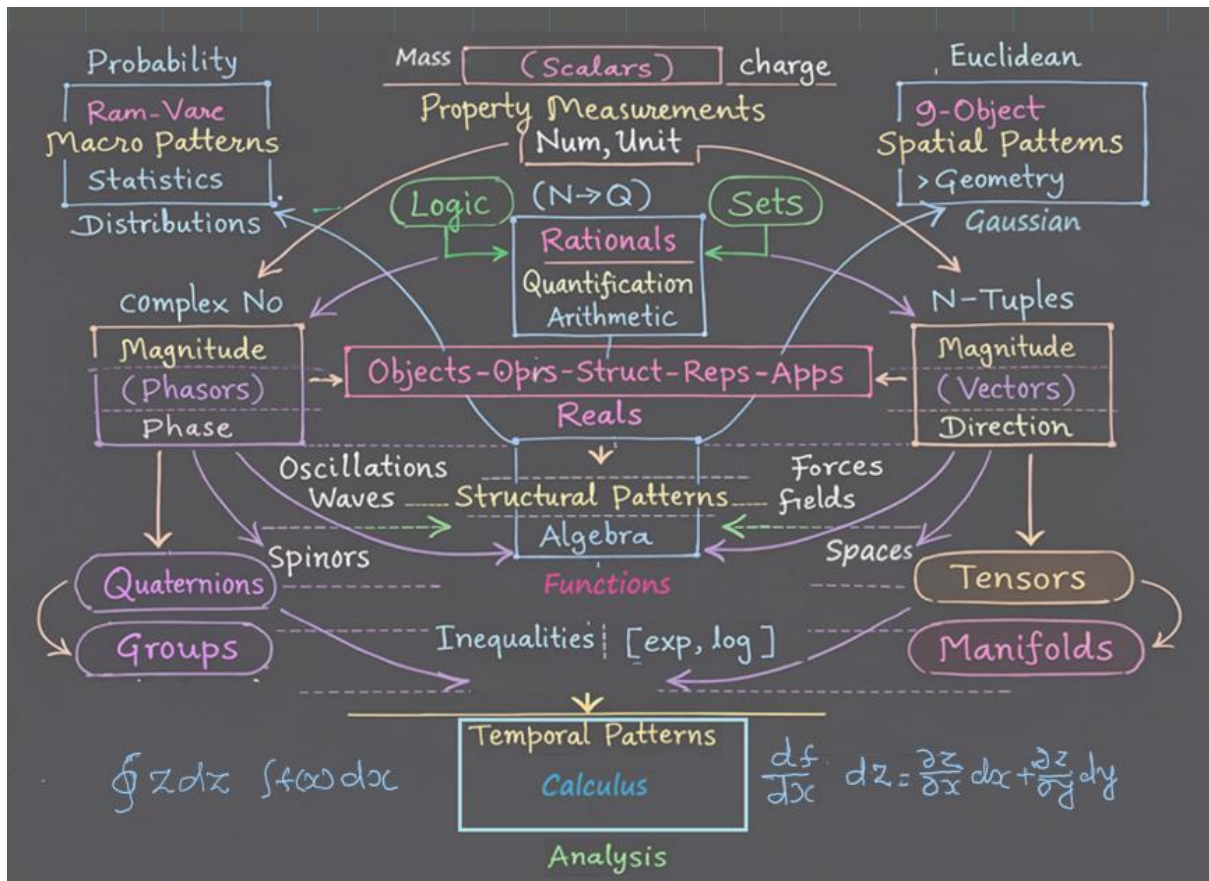 Probability
Ram-Vare
Macro Patterns
Statistics
Distributions
Mass (Scalars) charge
Property Measurements
Num, Unit
Euclidean
g-Object
Spatial Patterns
>Geometry
Gaussian
Logic
(N→Q)
Sets
Rationals
Quantification
Arithmetic
Complex No
Magnitude
(Phasors)
Phase
N-Tuples
Magnitude
(Vectors)
Direction
Objects-Oprs-Struct-Reps-Apps
Reals
Oscillations
Waves
Forces
fields
Structural Patterns
Algebra
Functions
Spinors
Spaces
Quaternions
Groups
Tensors
Manifolds
Inequalities [exp, log]
Temporal Patterns
Calculus
Analysis
∮ z dz ∫f(x) dx
df/dx dz = ∂z/∂x dx + ∂z/∂y dy